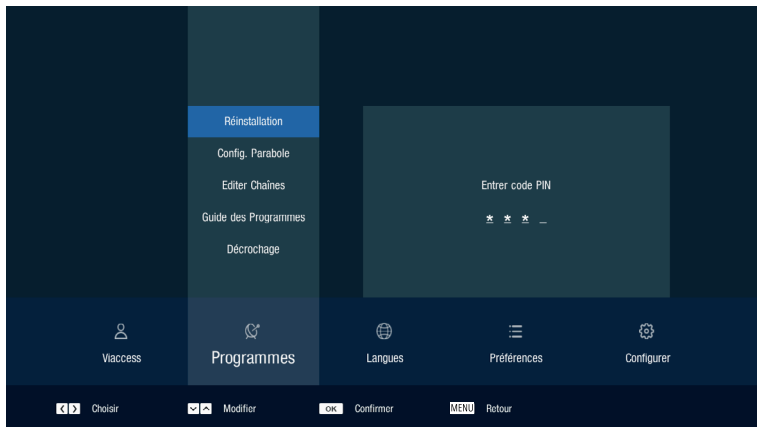 Réinstallation
Config. Parabole
Editer Chaînes
Guide des Programmes
Décrochage
Entrer code PIN
* * * _
Viaccess
Programmes
Langues
Préférences
Configurer
Choisir
Modifier
OK Confirmer
MENU Retour